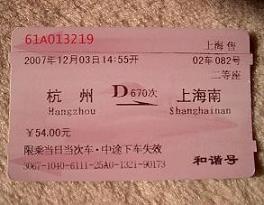 61A013219 上海 售
2007年12月03日14:55开 02车082号
二等座
杭 州 D670次 上海南
Hangzhou Shanghainan
￥54.00元
限乘当日当次车·中途下车失效
3067-1040-6111-25A0-1321-90173 和谐号